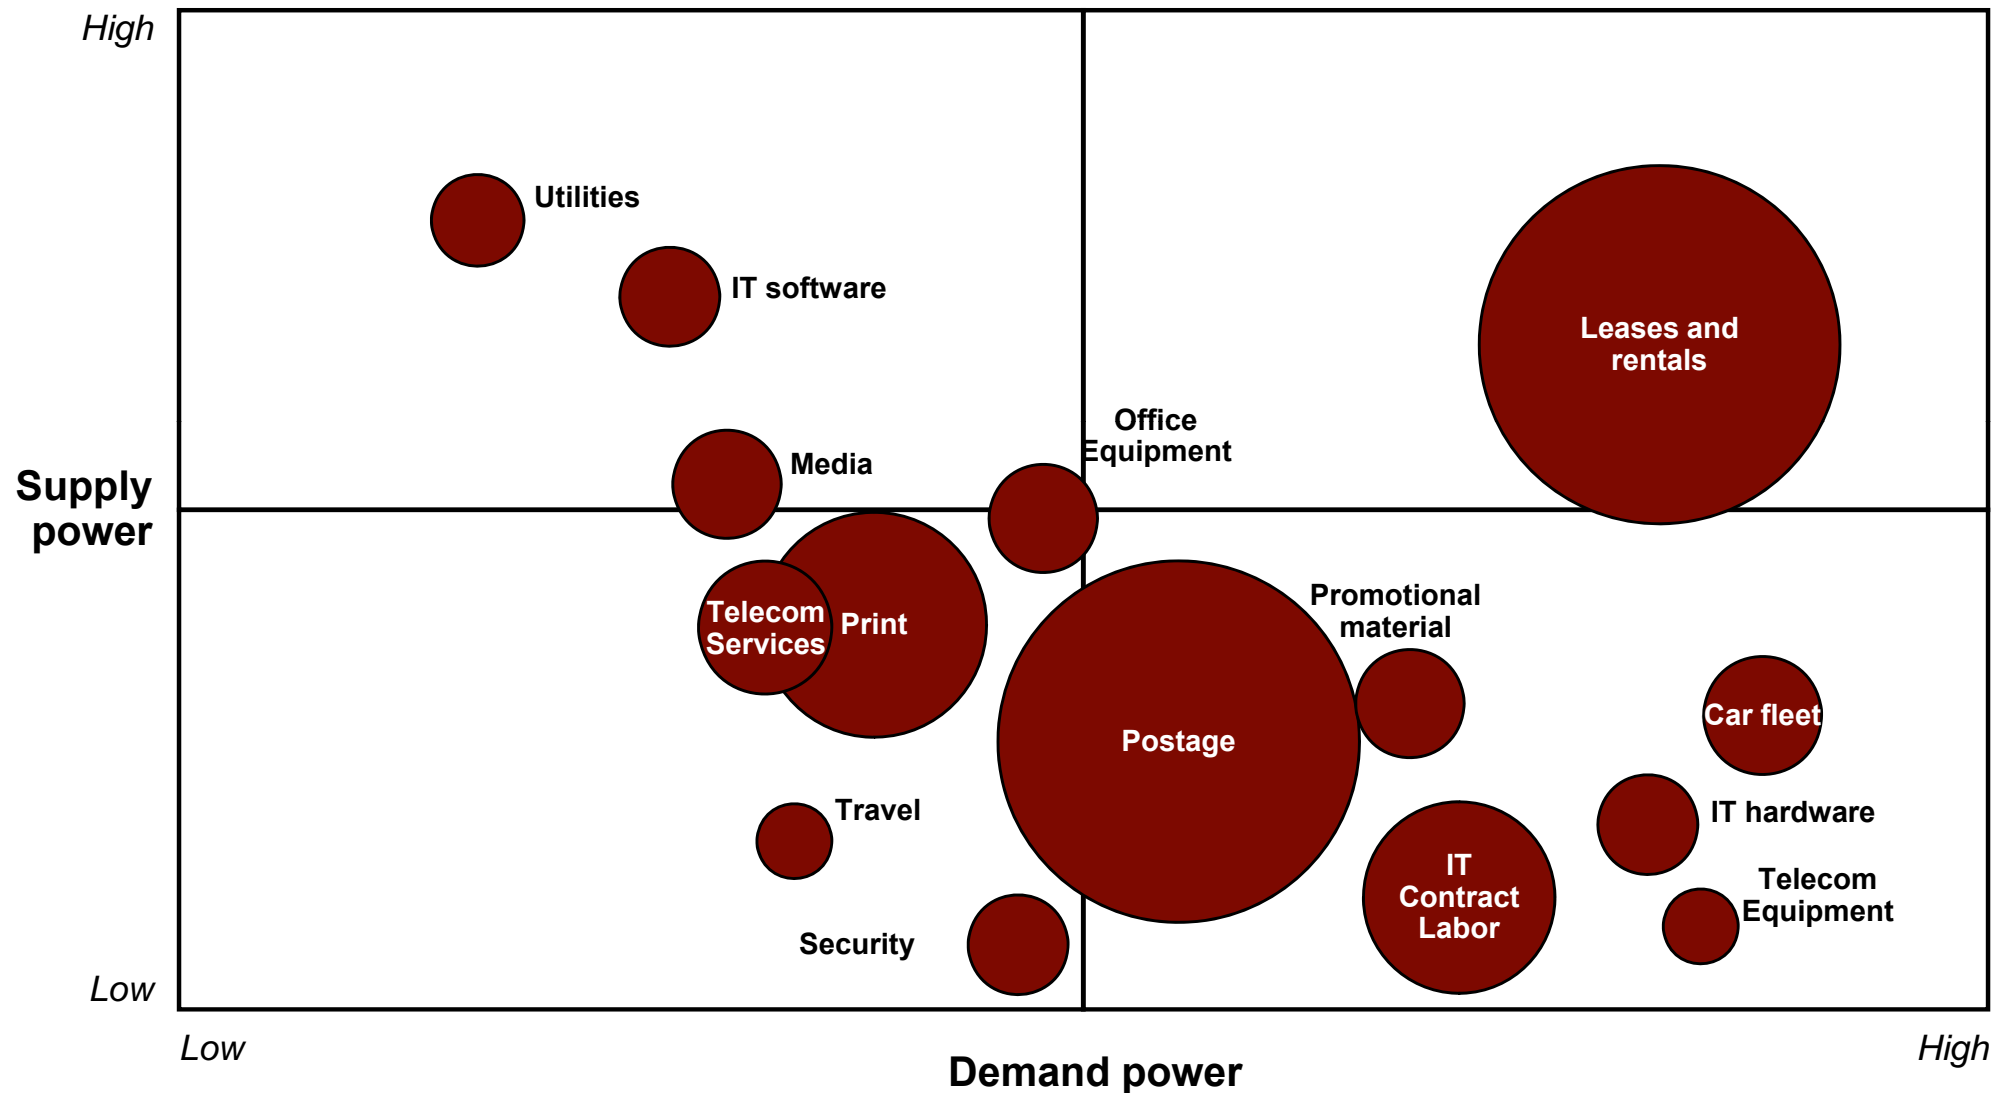 High
Utilities
IT software
Leases and
rentals
Office
Equipment
Media
Supply
power
Telecom
Services
Print
Promotional
material
Car fleet
Postage
Travel
IT hardware
IT
Contract
Labor
Telecom
Equipment
Security
Low
Low
High
Demand power